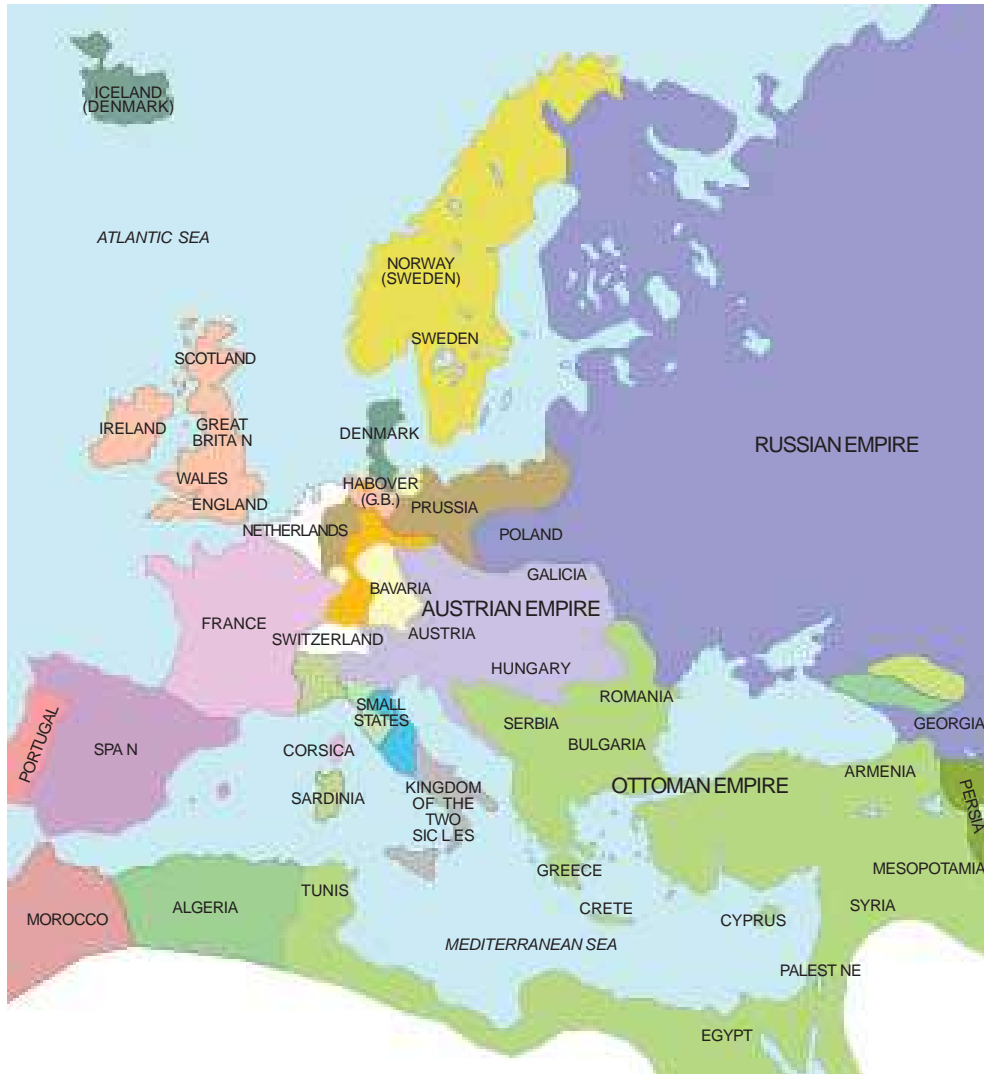 ICELAND
(DENMARK)
ATLANTIC SEA
NORWAY
(SWEDEN)
SWEDEN
SCOTLAND
IRELAND
GREAT
BRITA N
DENMARK
WALES
HABOVER
(G.B.)
ENGLAND
PRUSSIA
RUSSIAN EMPIRE
NETHERLANDS
POLAND
GALICIA
BAVARIA
AUSTRIAN EMPIRE
FRANCE
SWITZERLAND
AUSTRIA
HUNGARY
ROMANIA
SMALL
STATES
SERBIA
GEORGIA
PORTUGAL
SPA N
CORSICA
BULGARIA
ARMENIA
OTTOMAN EMPIRE
SARDINIA
KINGDOM
OF THE
TWO
SIC L ES
PERSIA
GREECE
MESOPOTAMIA
TUNIS
CRETE
SYRIA
ALGERIA
CYPRUS
MOROCCO
MEDITERRANEAN SEA
PALEST NE
EGYPT